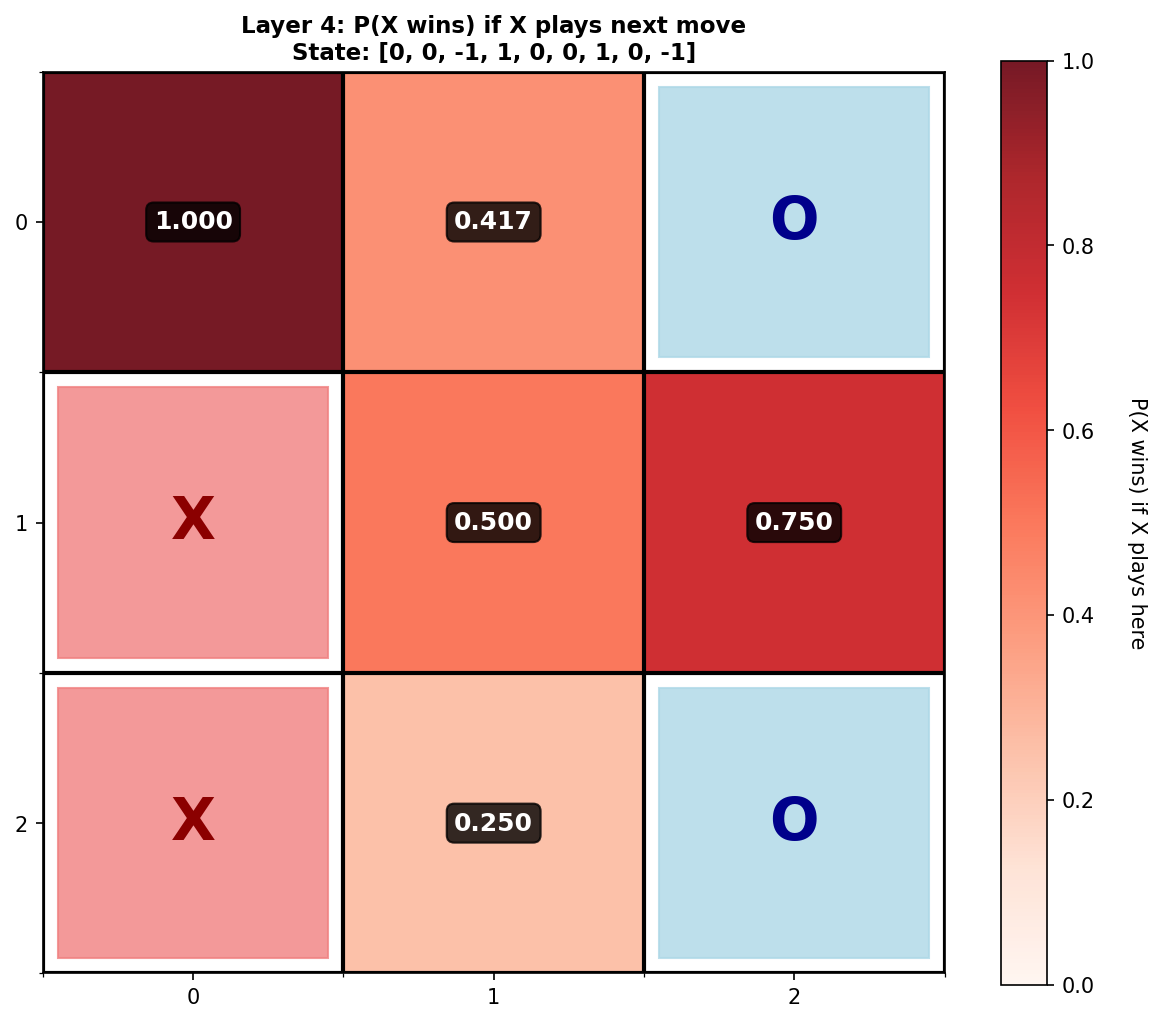 Layer 4: P(X wins) if X plays next move
State: [0, 0, -1, 1, 0, 0, 1, 0, -1]
0
1.000
0.417
O
1
X
0.500
0.750
2
X
0.250
O
0
1
2
1.0
0.8
0.6
0.4
0.2
0.0
P(X wins) if X plays here